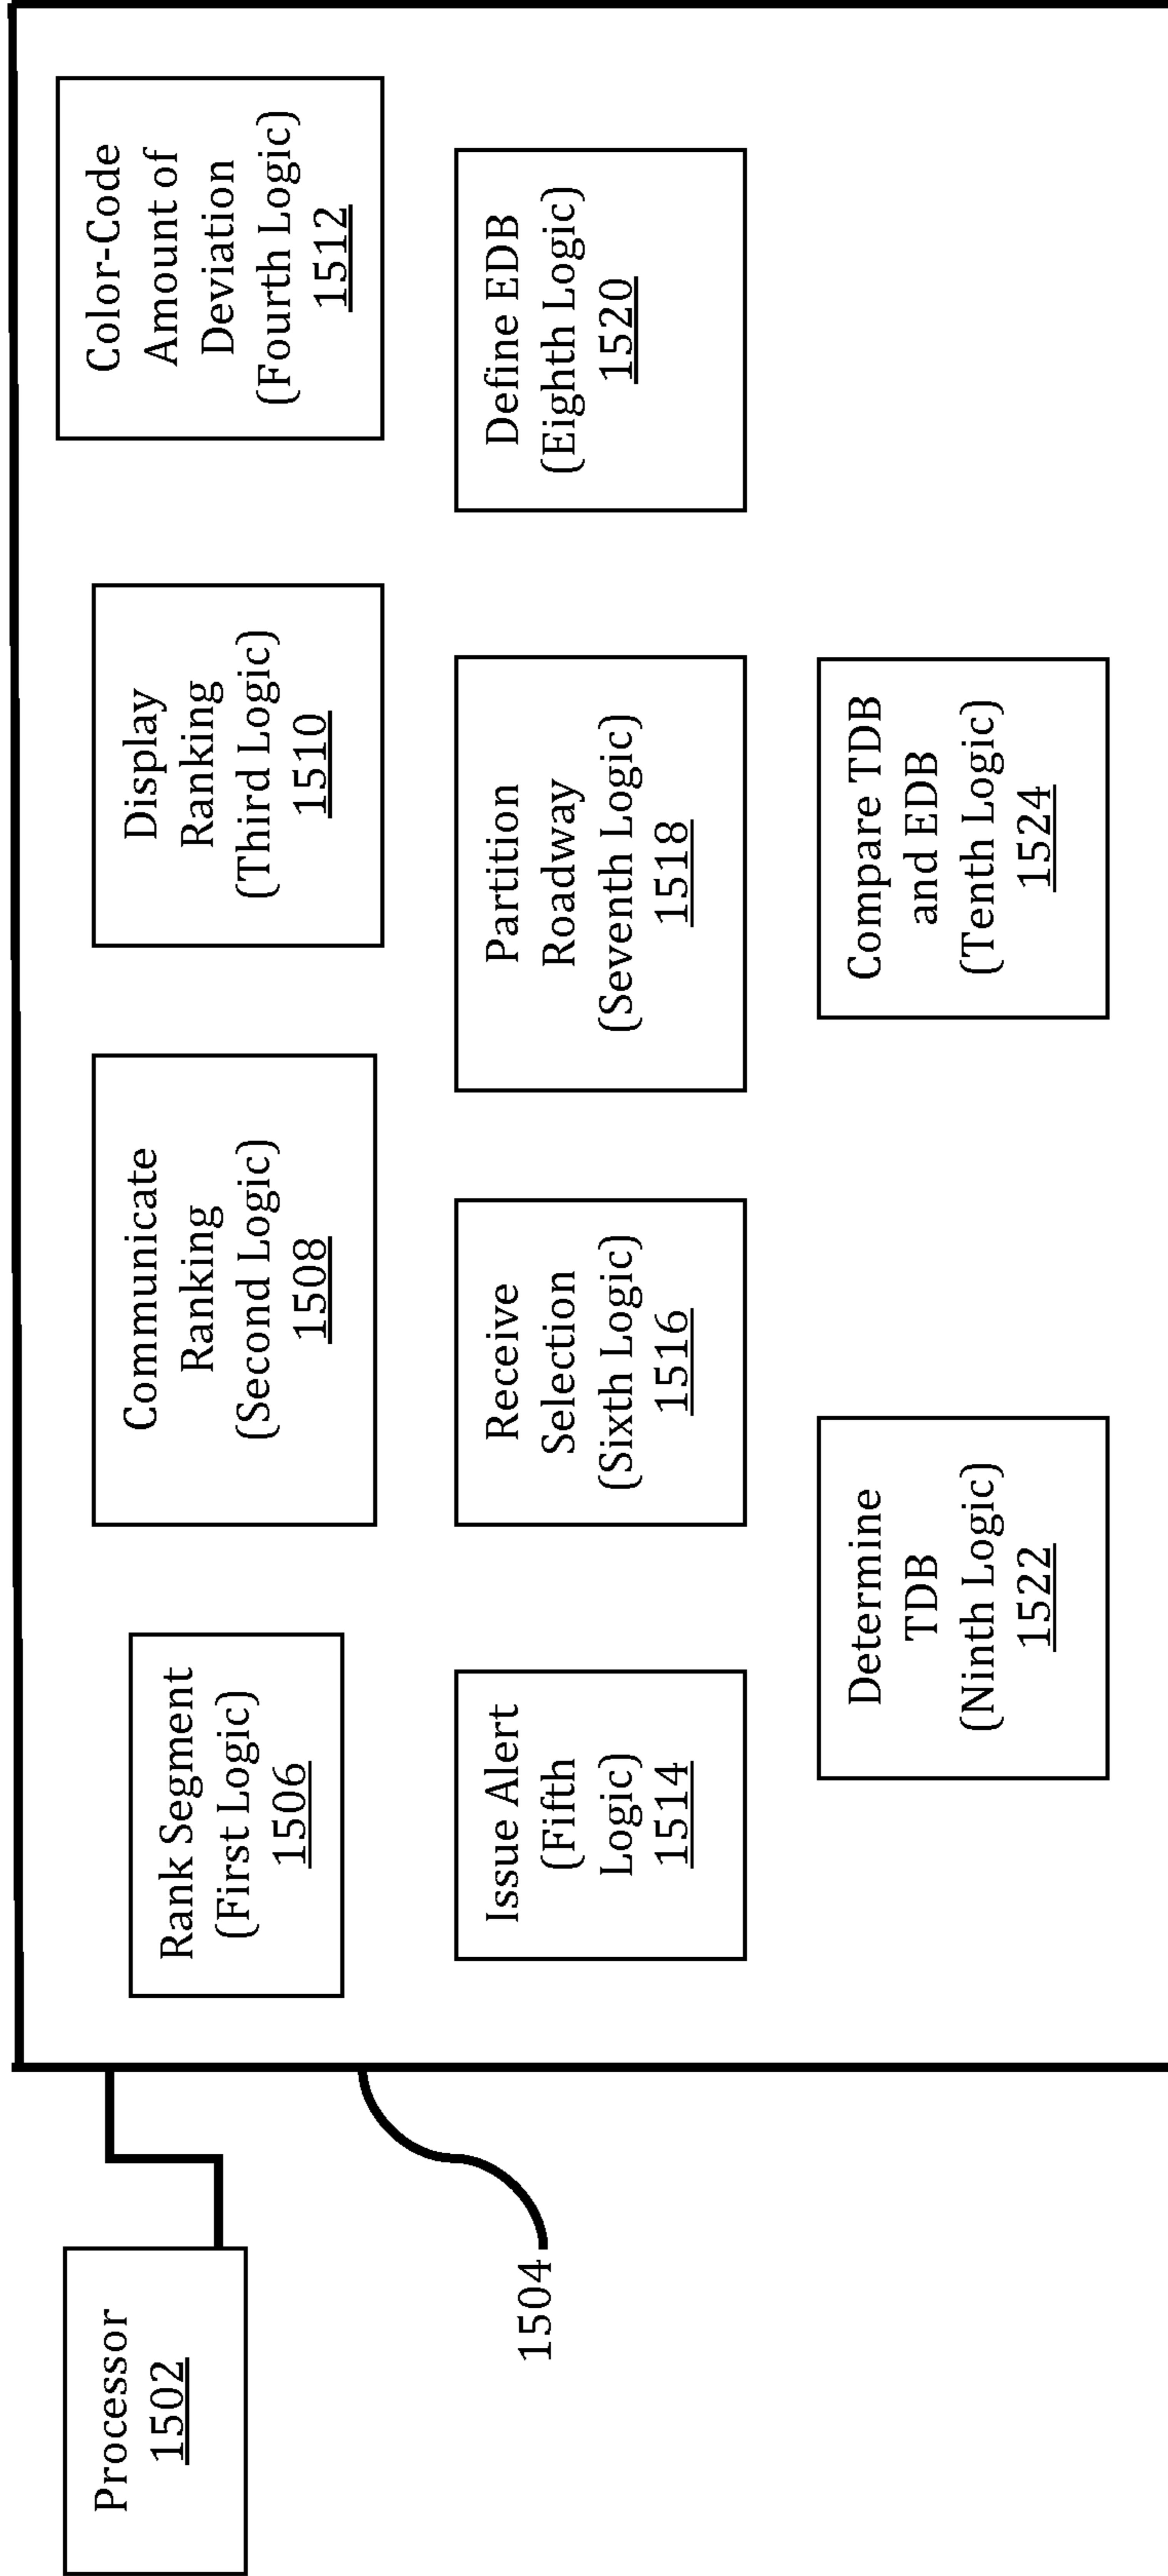 Processor
1502
1504
Rank Segment
(First Logic)
1506
Communicate
Ranking
(Second Logic)
1508
Display
Ranking
(Third Logic)
1510
Color-Code
Amount of
Deviation
(Fourth Logic)
1512
Issue Alert
(Fifth
Logic)
1514
Receive
Selection
(Sixth Logic)
1516
Partition
Roadway
(Seventh Logic)
1518
Define EDB
(Eighth Logic)
1520
Determine
TDB
(Ninth Logic)
1522
Compare TDB
and EDB
(Tenth Logic)
1524